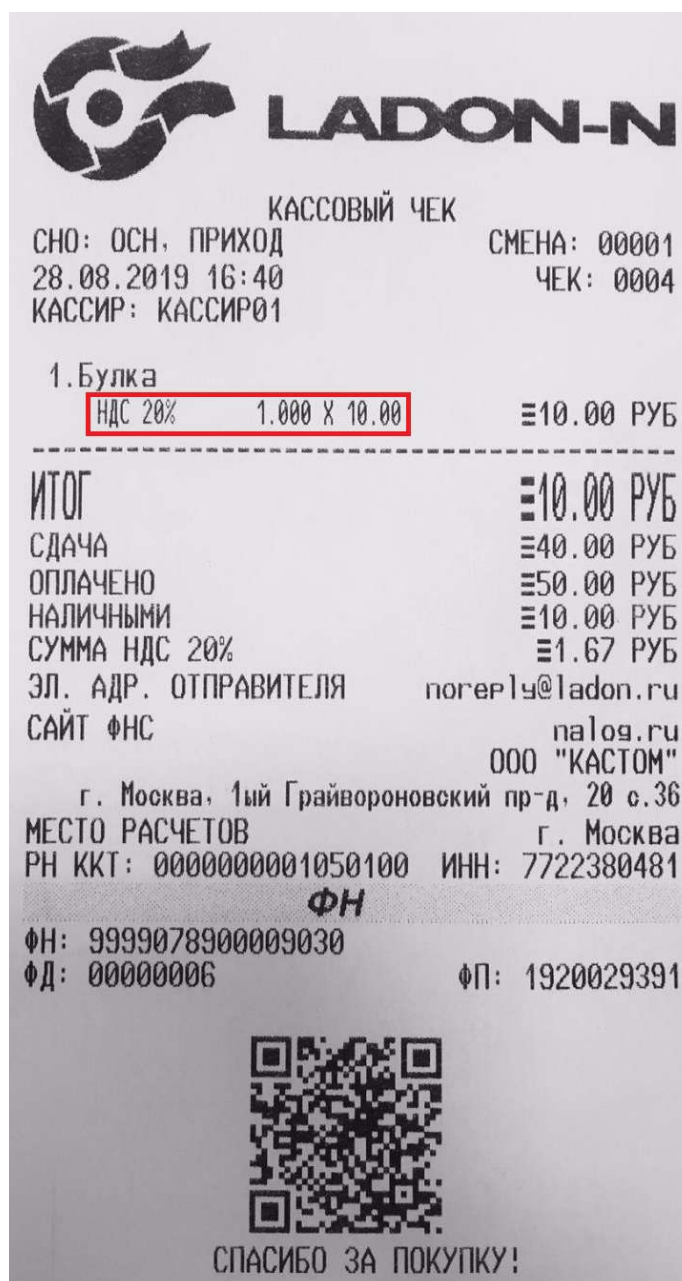 LADON-N
КАССОВЫЙ ЧЕК
СНО: ОСН, ПРИХОД СМЕНА: 00001
28.08.2019 16:40 ЧЕК: 0004
КАССИР: КАССИР01
1.Булка
НДС 20% 1.000 X 10.00 ≡10.00 РУБ
ИТОГ ≡10.00 РУБ
СДАЧА ≡40.00 РУБ
ОПЛАЧЕНО ≡50.00 РУБ
НАЛИЧНЫМИ ≡10.00 РУБ
СУММА НДС 20% ≡1.67 РУБ
ЭЛ. АДР. ОТПРАВИТЕЛЯ noreply@ladon.ru
САЙТ ФНС nalog.ru
ООО "КАСТОМ"
г. Москва, 1ый Грайвороновский пр-д, 20 с.36
МЕСТО РАСЧЕТОВ г. Москва
РН ККТ: 0000000001050100 ИНН: 7722380481
ФН
ФН: 9999078900009030
ФД: 00000006 ФП: 1920029391
СПАСИБО ЗА ПОКУПКУ!